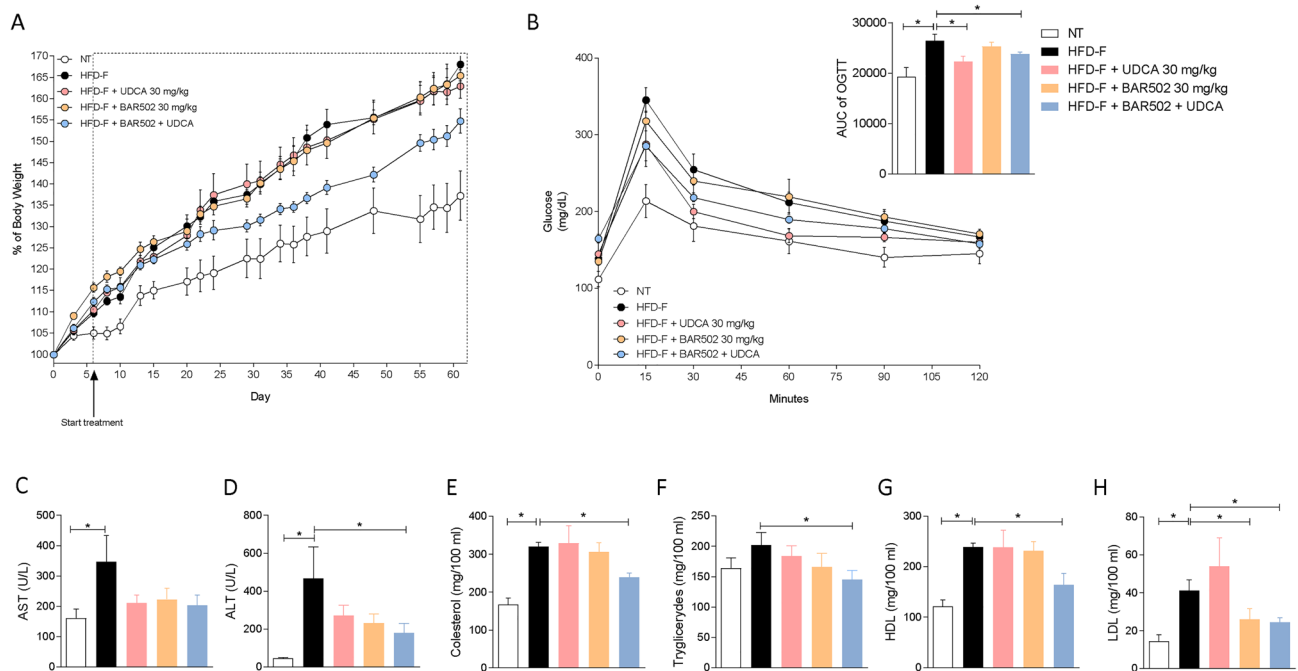 A
% of Body Weight
170
165
160
155
150
145
140
135
130
125
120
115
110
105
100
NT
HFD-F
HFD-F + UDCA 30 mg/kg
HFD-F + BAR502 30 mg/kg
HFD-F + BAR502 + UDCA
0 5 10 15 20 25 30 35 40 45 50 55 60
Day
Start treatment
B
Glucose
(mg/dL)
400
300
200
100
0
NT
HFD-F
HFD-F + UDCA 30 mg/kg
HFD-F + BAR502 30 mg/kg
HFD-F + BAR502 + UDCA
0 15 30 45 60 75 90 105 120
Minutes
AUC of OGTT
30000
20000
10000
0
* * *
NT
HFD-F
HFD-F + UDCA 30 mg/kg
HFD-F + BAR502 30 mg/kg
HFD-F + BAR502 + UDCA
C
AST (U/L)
500
400
300
200
100
0
*
D
ALT (U/L)
800
600
400
200
0
* *
E
Colesterol (mg/100 ml)
400
300
200
100
0
* *
F
Tryglicerydes (mg/100 ml)
250
200
150
100
50
0
*
G
HDL (mg/100 ml)
300
200
100
0
* *
H
LDL (mg/100 ml)
80
60
40
20
0
* * *